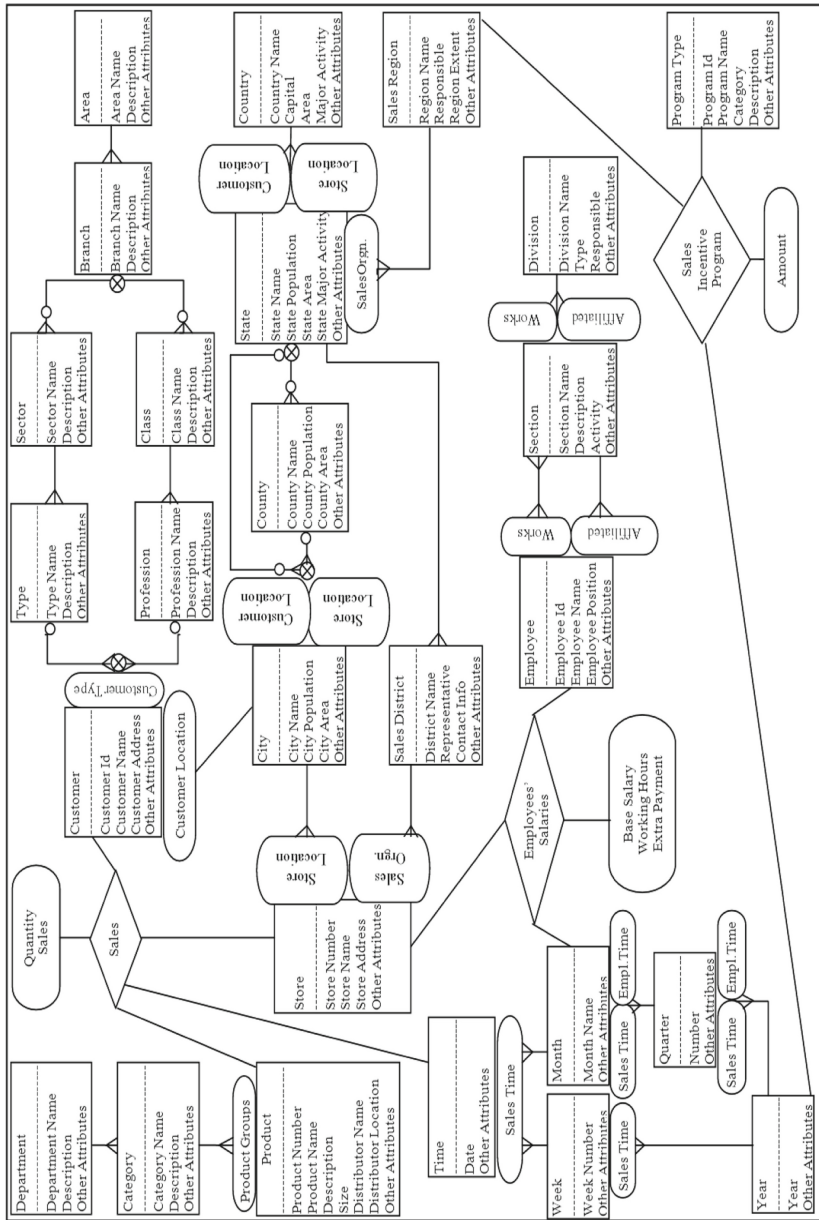 Department
Department Name
Description
Other Attributes
Category
Category Name
Description
Other Attributes
Product Groups
Product
Product Number
Product Name
Description
Size
Distributor Name
Distributor Location
Other Attributes
Quantity
Sales
Sales
Customer
Customer Id
Customer Name
Customer Address
Other Attributes
CustomerType
Customer Location
Type
Type Name
Description
Other Attributes
Profession
Profession Name
Description
Other Attributes
Sector
Sector Name
Description
Other Attributes
Class
Class Name
Description
Other Attributes
Branch
Branch Name
Description
Other Attributes
Area
Area Name
Description
Other Attributes
Store
Store Number
Store Name
Store Address
Other Attributes
Store
Location
Sales
Orgn.
City
City Name
City Population
City Area
Other Attributes
Customer
Location
Store
Location
County
County Name
County Population
County Area
Other Attributes
State
State Name
State Population
State Area
State Major Activity
Other Attributes
Customer
Location
Store
Location
SalesOrgn.
Country
Country Name
Capital
Area
Major Activity
Other Attributes
Sales District
District Name
Representative
Contact Info
Other Attributes
Sales Region
Region Name
Responsible
Region Extent
Other Attributes
Time
Date
Other Attributes
Sales Time
Week
Week Number
Other Attributes
Sales Time
Month
Month Name
Other Attributes
Sales Time
Empl.Time
Quarter
Number
Other Attributes
Sales Time
Empl.Time
Year
Year
Other Attributes
Employees'
Salaries
Base Salary
Working Hours
Extra Payment
Employee
Employee Id
Employee Name
Employee Position
Other Attributes
Works
Affiliated
Section
Section Name
Description
Activity
Other Attributes
Works
Affiliated
Division
Division Name
Type
Responsible
Other Attributes
Sales
Incentive
Program
Amount
Program Type
Program Id
Program Name
Category
Description
Other Attributes